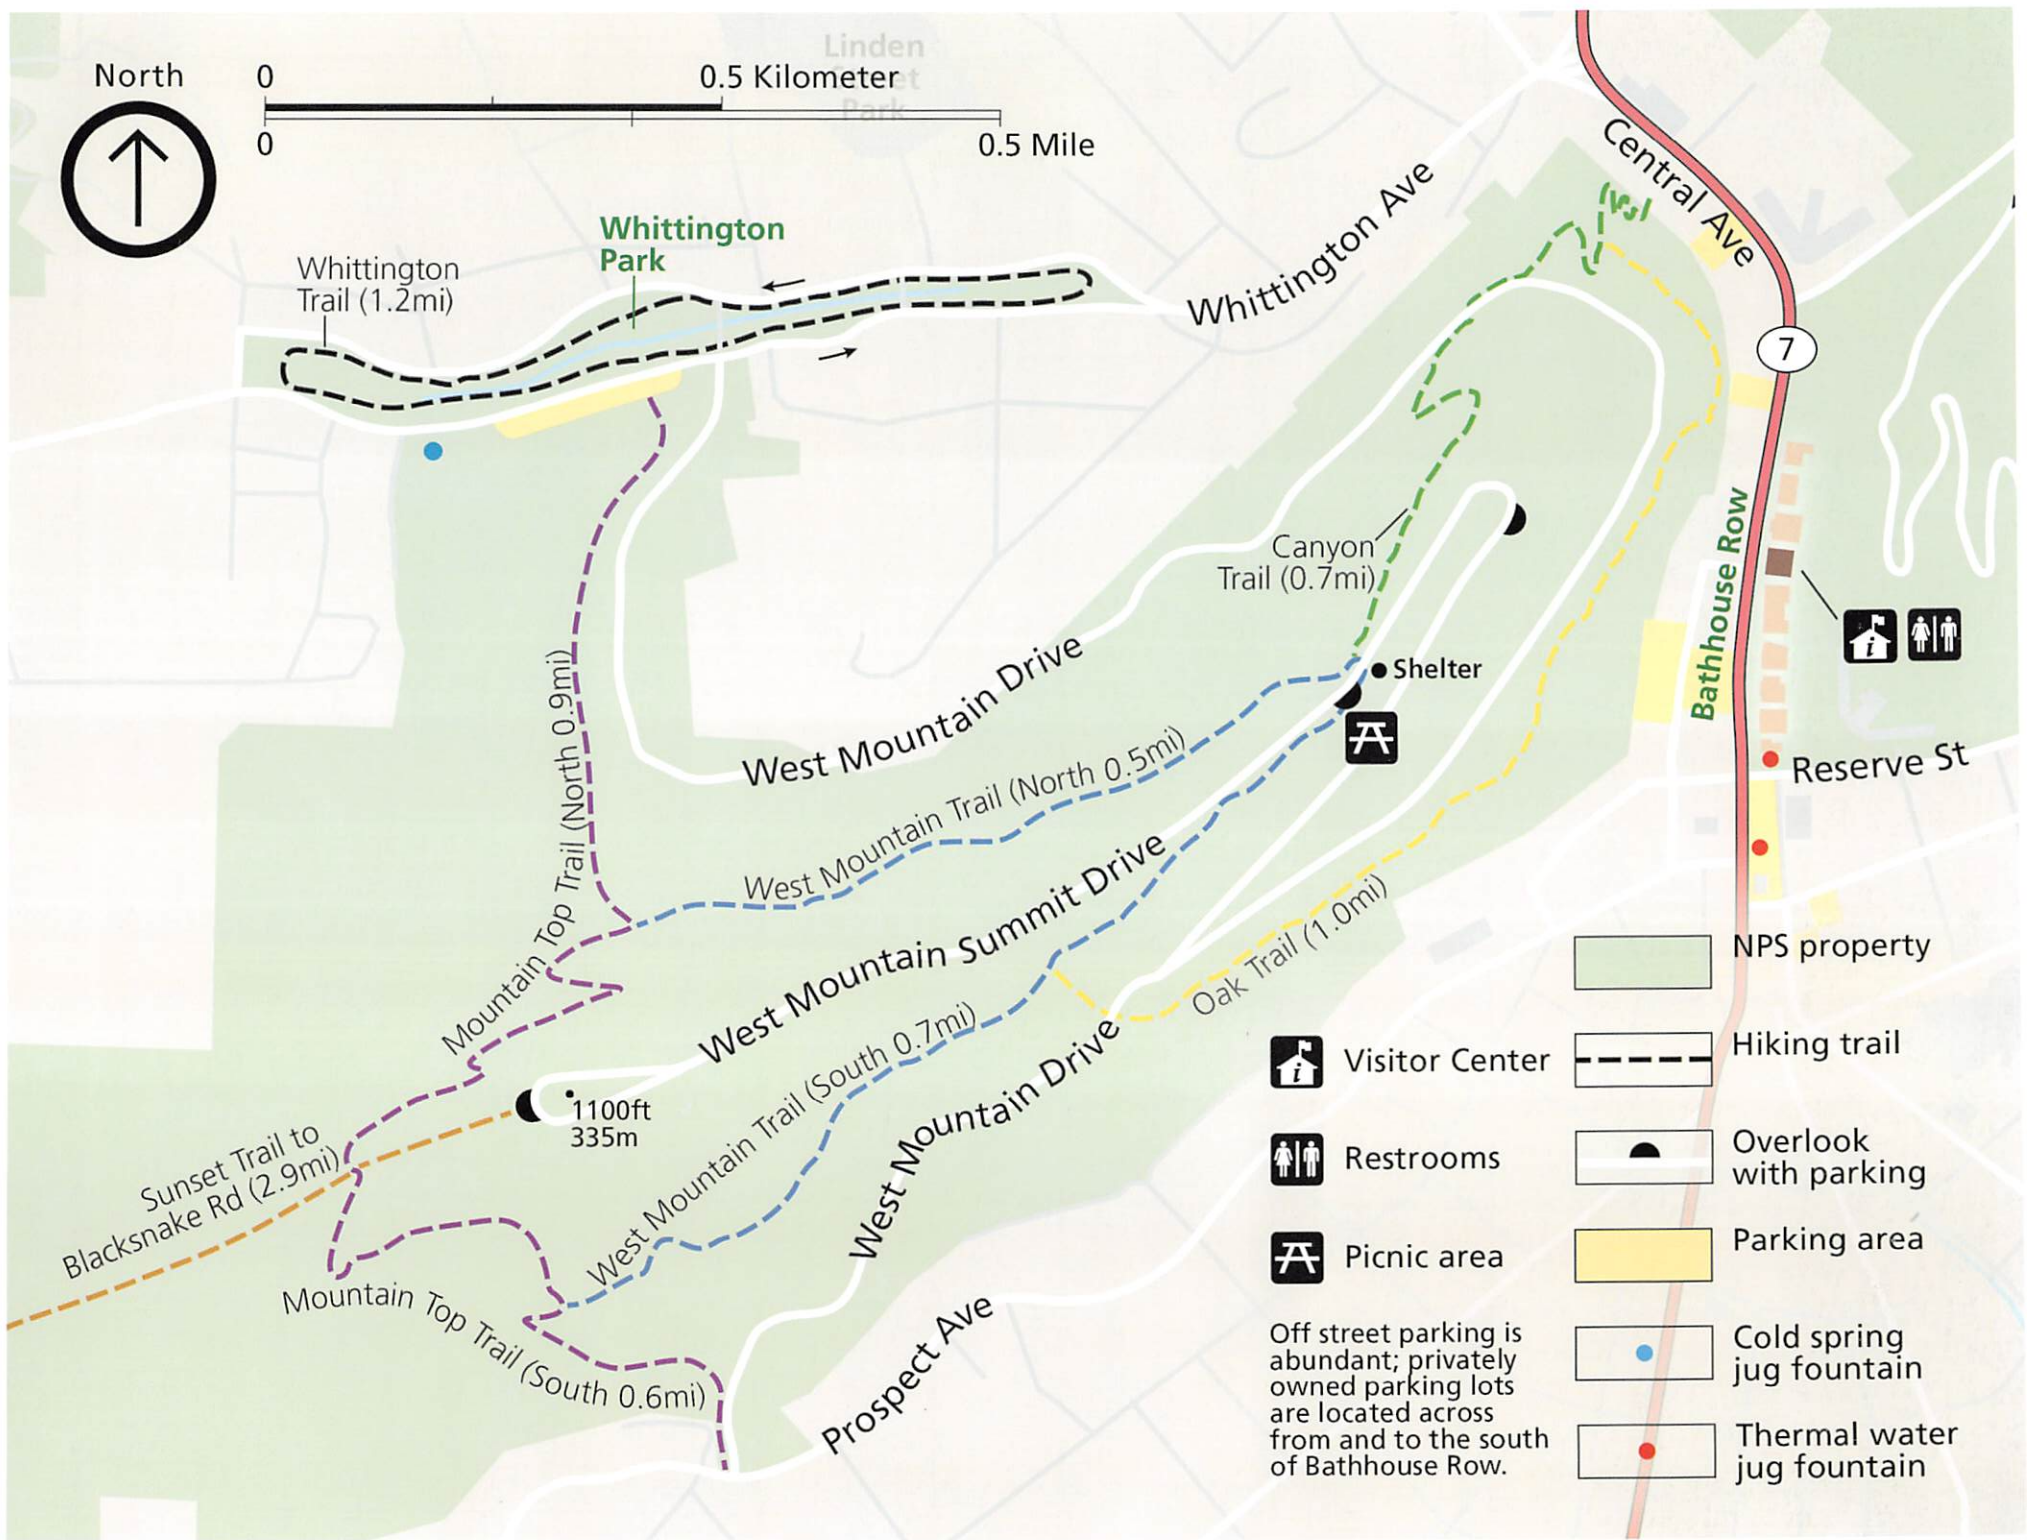 Linden
Street
Park
North
0
0.5 Kilometer
0
0.5 Mile
Whittington
Park
Whittington
Trail (1.2mi)
Whittington Ave
Central Ave
7
Canyon
Trail (0.7mi)
Bathhouse Row
Shelter
West Mountain Drive
Reserve St
Mountain Top Trail (North 0.9mi)
West Mountain Trail (North 0.5mi)
West Mountain Summit Drive
Oak Trail (1.0mi)
1100ft
335m
West Mountain Trail (South 0.7mi)
West Mountain Drive
Sunset Trail to
Blacksnake Rd (2.9mi)
Mountain Top Trail (South 0.6mi)
Prospect Ave
i
Visitor Center
Restrooms
Picnic area
Off street parking is
abundant; privately
owned parking lots
are located across
from and to the south
of Bathhouse Row.
NPS property
Hiking trail
Overlook
with parking
Parking area
Cold spring
jug fountain
Thermal water
jug fountain
i